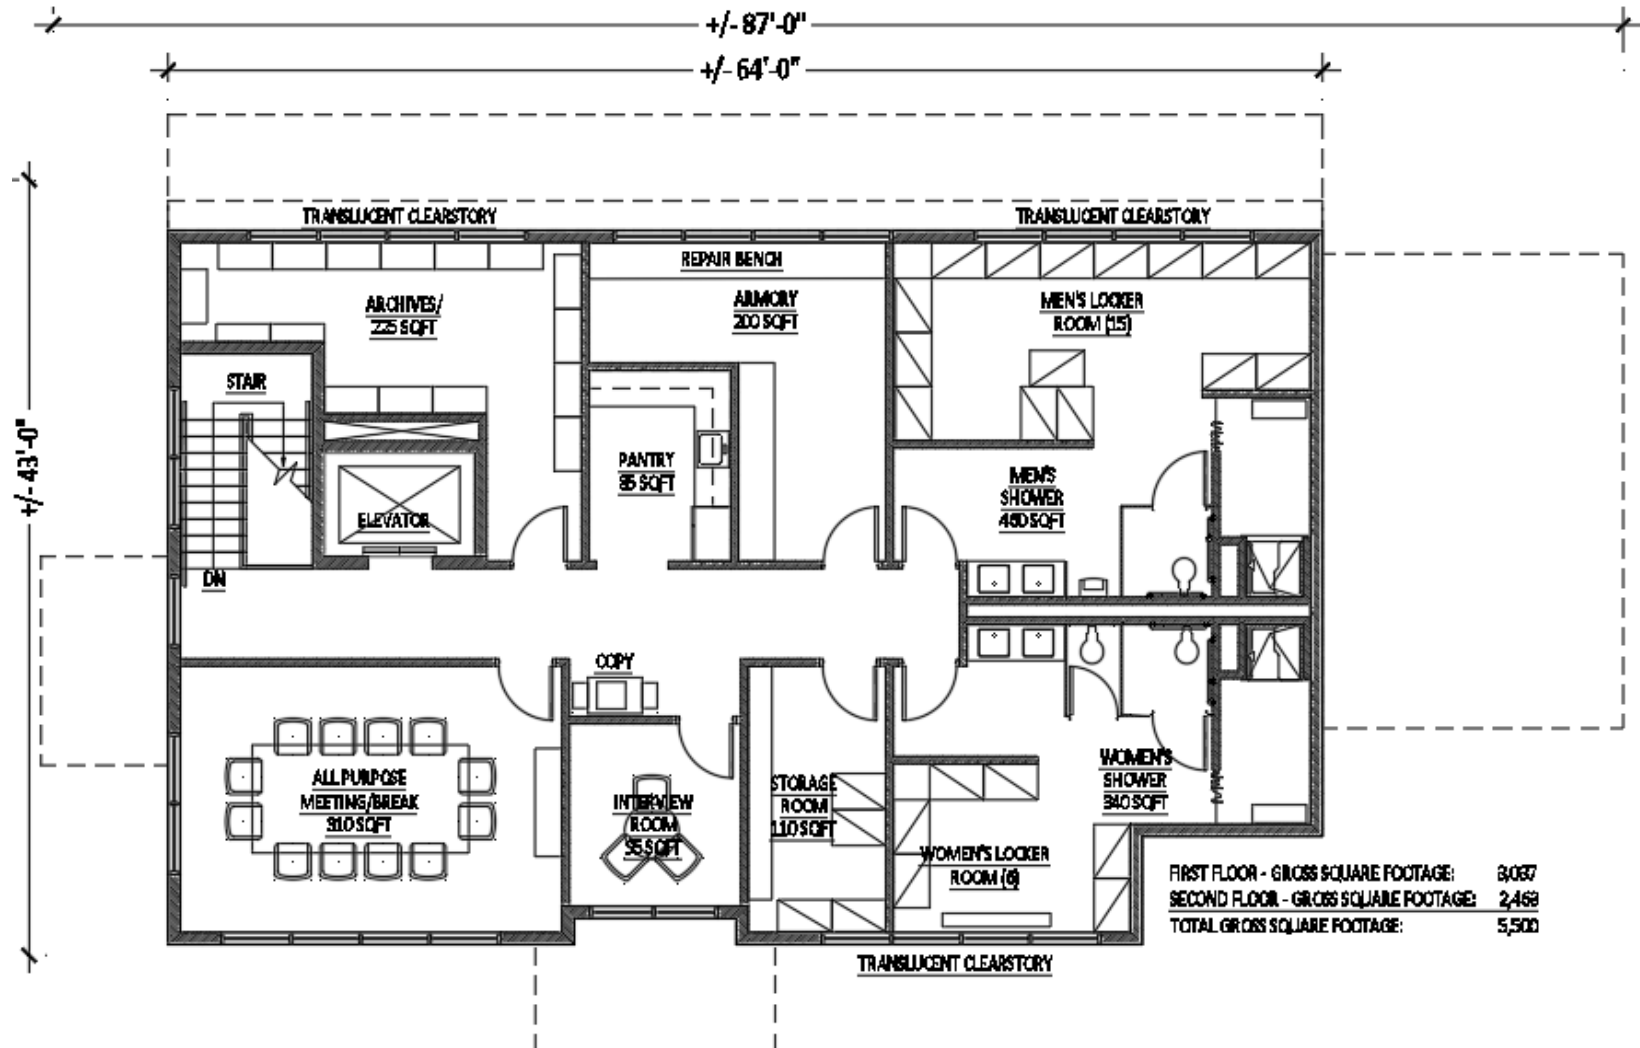 +/- 87'-0"
+/- 64'-0"
+/- 43'-0"
TRANSLUCENT CLEARSTORY
TRANSLUCENT CLEARSTORY
REPAIR BENCH
ARCHIVES/
225 SQFT
ARMORY
200 SQFT
MEN'S LOCKER
ROOM (15)
STAIR
PANTRY
85 SQFT
MEN'S
SHOWER
460 SQFT
ELEVATOR
DN
COPY
ALL PURPOSE
MEETING/BREAK
310 SQFT
INTERVIEW
ROOM
95 SQFT
STORAGE
ROOM
110 SQFT
WOMEN'S
SHOWER
340 SQFT
WOMEN'S LOCKER
ROOM (6)
FIRST FLOOR - GROSS SQUARE FOOTAGE: 3,037
SECOND FLOOR - GROSS SQUARE FOOTAGE: 2,463
TOTAL GROSS SQUARE FOOTAGE: 5,500
TRANSLUCENT CLEARSTORY